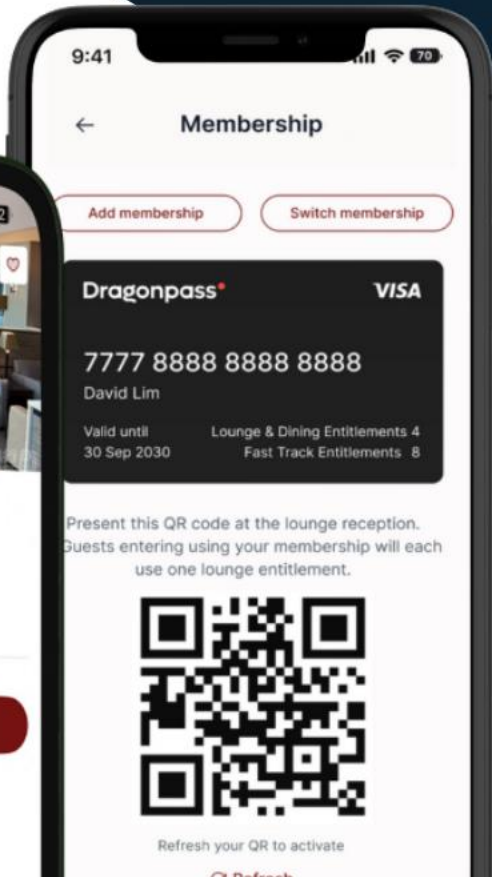 9:41
70
Membership
Add membership
Switch membership
Dragonpass
VISA
7777 8888 8888 8888
David Lim
Valid until
Lounge & Dining Entitlements 4
30 Sep 2030
Fast Track Entitlements 8
Present this QR code at the lounge reception.
Guests entering using your membership will each
use one lounge entitlement.
Refresh your QR to activate
Refresh